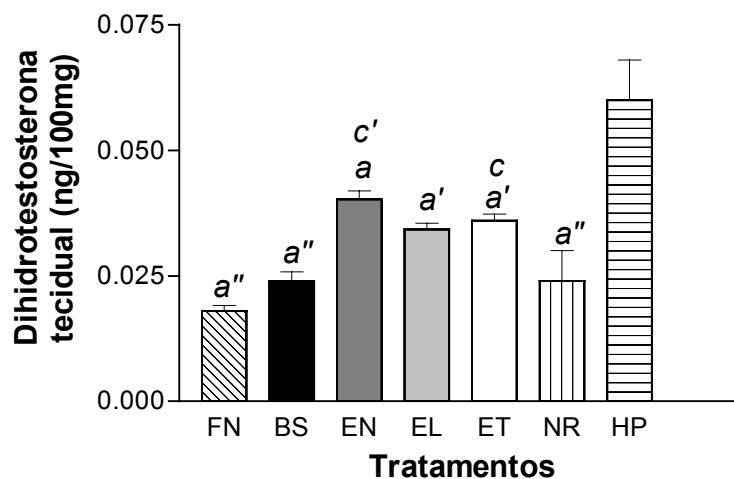 Dihidrotestosterona
tecidual (ng/100mg)
0.075
0.050
0.025
0.000
a"
a"
c'
a
a'
c
a'
a"
FN BS EN EL ET NR HP
Tratamentos